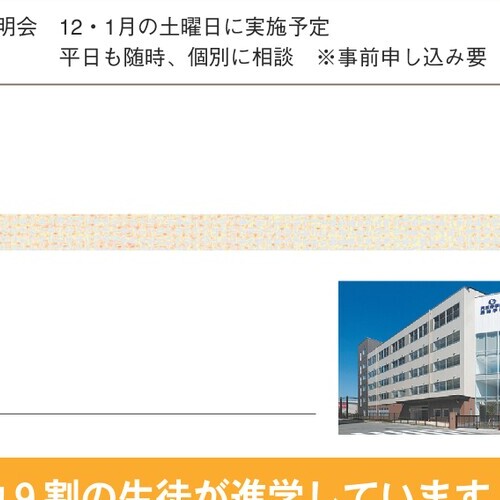 明会 12・1月の土曜日に実施予定
平日も随時、個別に相談 ※事前申し込み要
9割の生徒が進学しています